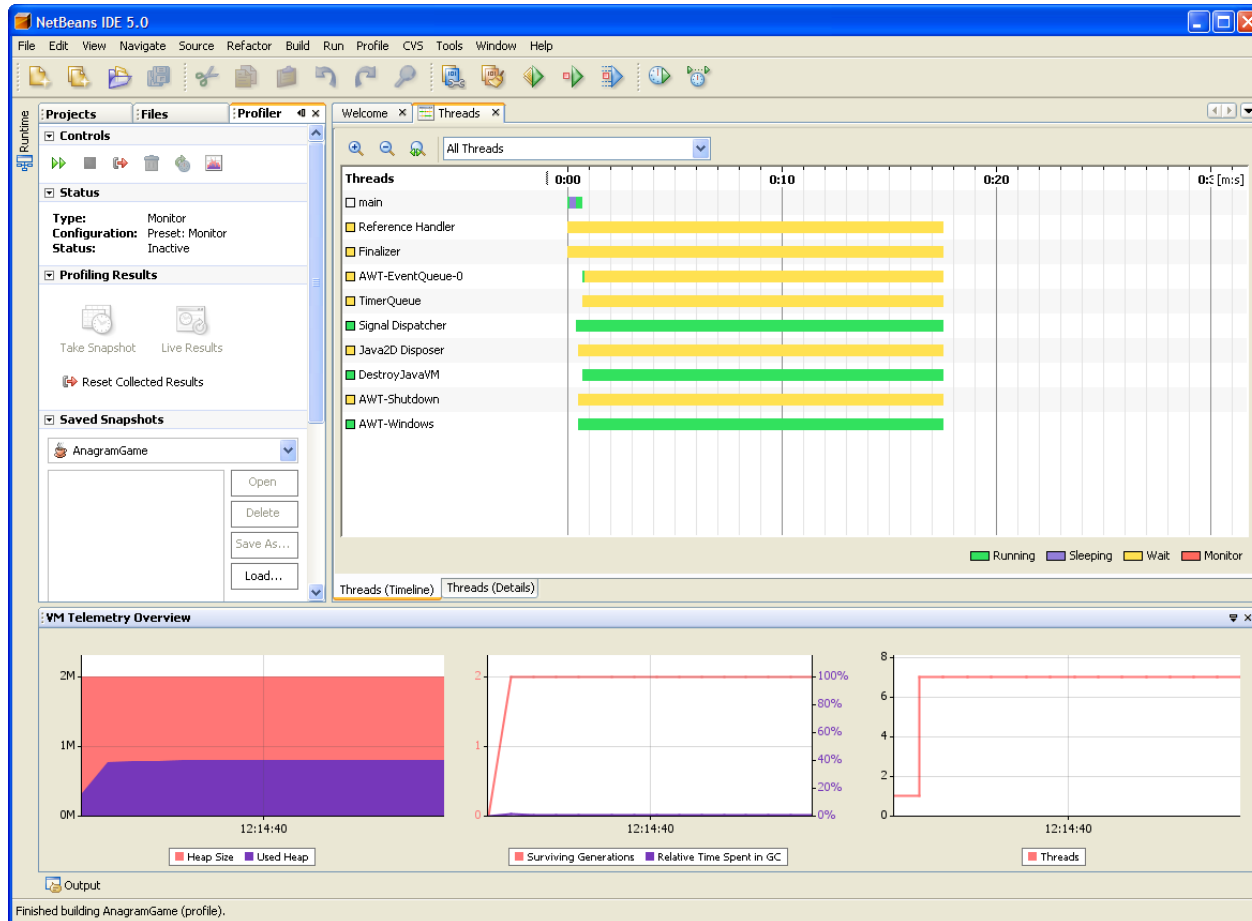 NetBeans IDE 5.0
File Edit View Navigate Source Refactor Build Run Profile CVS Tools Window Help
Runtime
Projects Files Profiler
Controls
Status
Type: Monitor
Configuration: Preset: Monitor
Status: Inactive
Profiling Results
Take Snapshot Live Results
Reset Collected Results
Saved Snapshots
AnagramGame
Open
Delete
Save As...
Load...
Welcome Threads
All Threads
Threads 0:00 0:10 0:20 0:3 [m:s]
main
Reference Handler
Finalizer
AWT-EventQueue-0
TimerQueue
Signal Dispatcher
Java2D Disposer
DestroyJavaVM
AWT-Shutdown
AWT-Windows
Running Sleeping Wait Monitor
Threads (Timeline) Threads (Details)
VM Telemetry Overview
2M
1M
0M
12:14:40
Heap Size Used Heap
2
1
0
100%
80%
60%
40%
20%
0%
12:14:40
Surviving Generations Relative Time Spent in GC
8
6
4
2
0
12:14:40
Threads
Output
Finished building AnagramGame (profile).